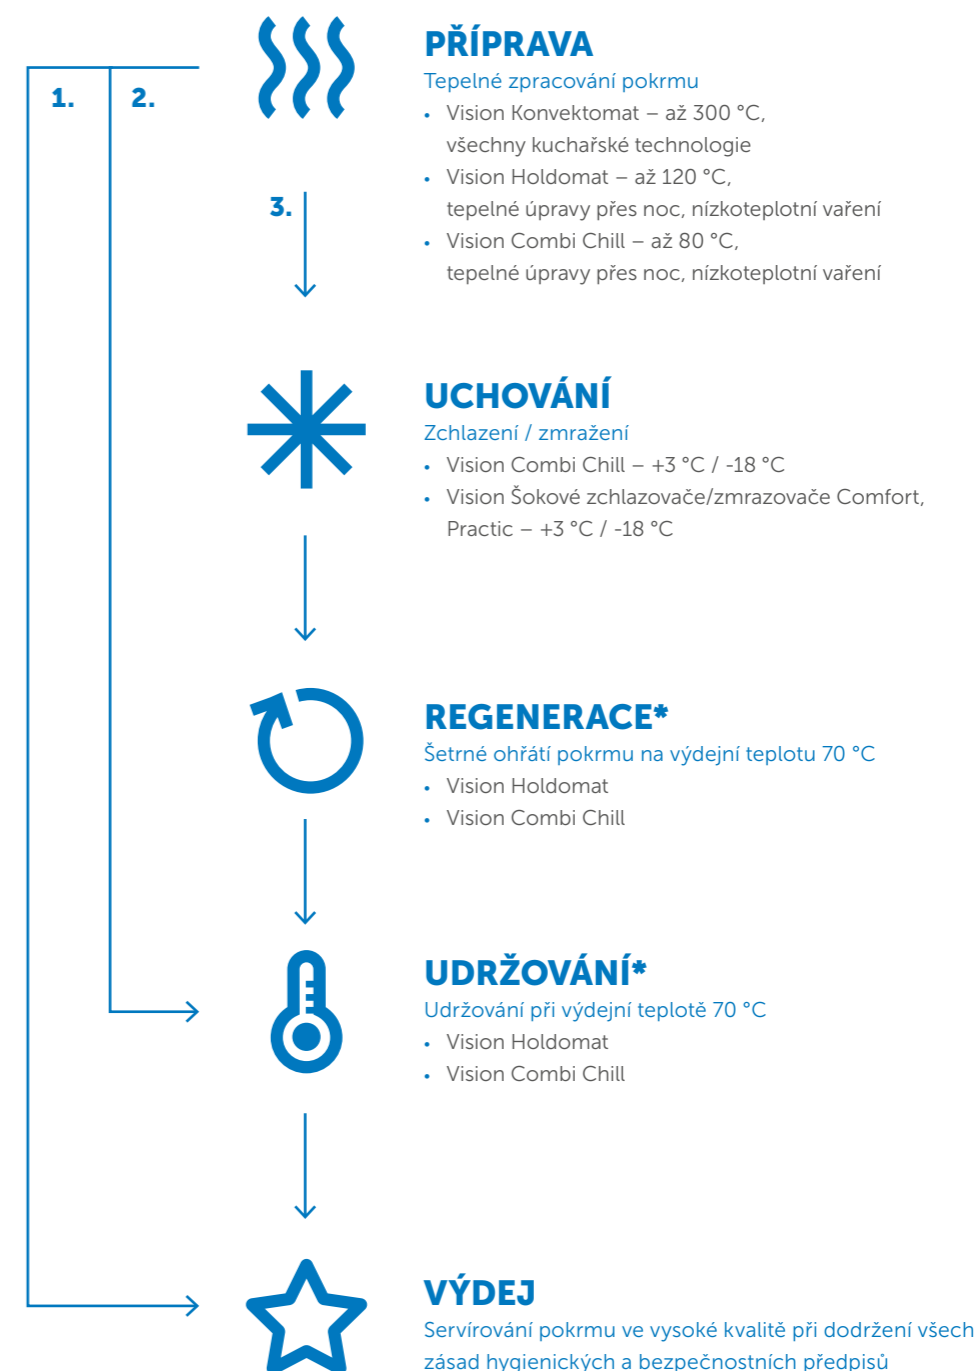 PŘÍPRAVA
Tepelné zpracování pokrmu
1. 2.
• Vision Konvektomat – až 300 °C,
všechny kuchařské technologie
• Vision Holdomat – až 120 °C,
3.
tepelné úpravy přes noc, nízkoteplotní vaření
• Vision Combi Chill – až 80 °C,
tepelné úpravy přes noc, nízkoteplotní vaření
UCHOVÁNÍ
Zchlazení / zmražení
• Vision Combi Chill – +3 °C / -18 °C
• Vision Šokové zchlazovače/zmrazovače Comfort,
Practic – +3 °C / -18 °C
REGENERACE*
Šetrné ohřátí pokrmu na výdejní teplotu 70 °C
• Vision Holdomat
• Vision Combi Chill
UDRŽOVÁNÍ*
Udržování při výdejní teplotě 70 °C
• Vision Holdomat
• Vision Combi Chill
VÝDEJ
Servírování pokrmu ve vysoké kvalitě při dodržení všech
zásad hygienických a bezpečnostních předpisů